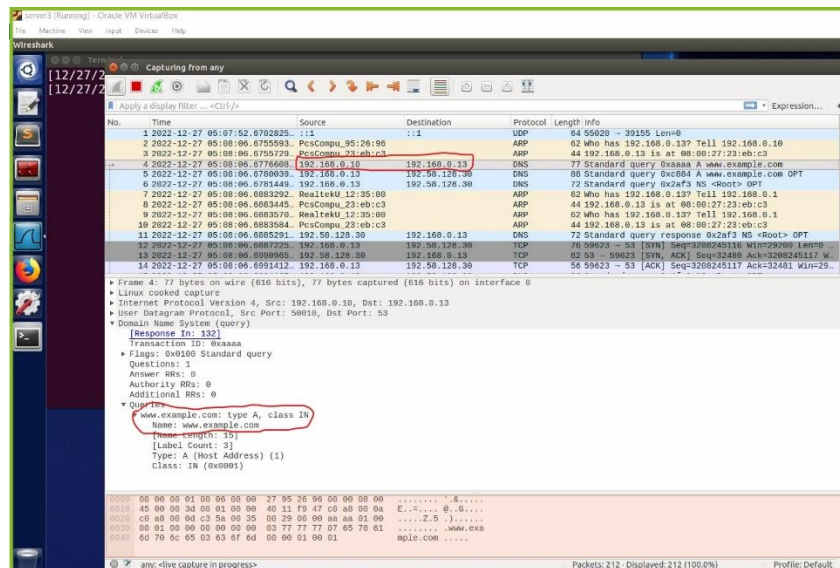 server3 [Running] - Oracle VM VirtualBox
File Machine View Input Devices Help
Wireshark
Capturing from any
[12/27/2
[12/27/2
Apply a display filter ... <Ctrl-/>
Expression...
No. Time Source Destination Protocol Length Info
1 2022-12-27 05:07:52.6702825… ::1 ::1 UDP 64 55020 → 39155 Len=0
2 2022-12-27 05:08:06.6755593… PcsCompu_95:26:96 ARP 62 Who has 192.168.0.13? Tell 192.168.0.10
3 2022-12-27 05:08:06.6755729… PcsCompu_23:eb:c3 ARP 44 192.168.0.13 is at 08:00:27:23:eb:c3
4 2022-12-27 05:08:06.6776608… 192.168.0.10 192.168.0.13 DNS 77 Standard query 0xaaaa A www.example.com
5 2022-12-27 05:08:06.6780039… 192.168.0.13 192.58.128.30 DNS 88 Standard query 0xc884 A www.example.com OPT
6 2022-12-27 05:08:06.6781449… 192.168.0.13 192.58.128.30 DNS 72 Standard query 0x2af3 NS <Root> OPT
7 2022-12-27 05:08:06.6883292… RealtekU_12:35:00 ARP 62 Who has 192.168.0.13? Tell 192.168.0.1
8 2022-12-27 05:08:06.6883445… PcsCompu_23:eb:c3 ARP 44 192.168.0.13 is at 08:00:27:23:eb:c3
9 2022-12-27 05:08:06.6883570… RealtekU_12:35:00 ARP 62 Who has 192.168.0.13? Tell 192.168.0.1
10 2022-12-27 05:08:06.6883584… PcsCompu_23:eb:c3 ARP 44 192.168.0.13 is at 08:00:27:23:eb:c3
11 2022-12-27 05:08:06.6885291… 192.58.128.30 192.168.0.13 DNS 72 Standard query response 0x2af3 NS <Root> OPT
12 2022-12-27 05:08:06.6887225… 192.168.0.13 192.58.128.30 TCP 76 59623 → 53 [SYN] Seq=3208245116 Win=29200 Len=0 …
13 2022-12-27 05:08:06.6990965… 192.58.128.30 192.168.0.13 TCP 62 53 → 59623 [SYN, ACK] Seq=32480 Ack=3208245117 W…
14 2022-12-27 05:08:06.6991412… 192.168.0.13 192.58.128.30 TCP 56 59623 → 53 [ACK] Seq=3208245117 Ack=32481 Win=29…
Frame 4: 77 bytes on wire (616 bits), 77 bytes captured (616 bits) on interface 0
Linux cooked capture
Internet Protocol Version 4, Src: 192.168.0.10, Dst: 192.168.0.13
User Datagram Protocol, Src Port: 50010, Dst Port: 53
Domain Name System (query)
[Response In: 132]
Transaction ID: 0xaaaa
Flags: 0x0100 Standard query
Questions: 1
Answer RRs: 0
Authority RRs: 0
Additional RRs: 0
Queries
www.example.com: type A, class IN
Name: www.example.com
[Name Length: 15]
[Label Count: 3]
Type: A (Host Address) (1)
Class: IN (0x0001)
0000 00 00 00 01 00 06 08 00 27 95 26 96 00 00 08 00 ........ '.&.....
0010 45 00 00 3d 00 01 00 00 40 11 f9 47 c0 a8 00 0a E..=.... @..G....
0020 c0 a8 00 0d c3 5a 00 35 00 29 00 00 aa aa 01 00 .....Z.5 .)......
0030 00 01 00 00 00 00 00 00 03 77 77 77 07 65 78 61 ........ .www.exa
0040 6d 70 6c 65 03 63 6f 6d 00 00 01 00 01 mple.com .....
any: <live capture in progress> Packets: 212 · Displayed: 212 (100.0%) Profile: Default